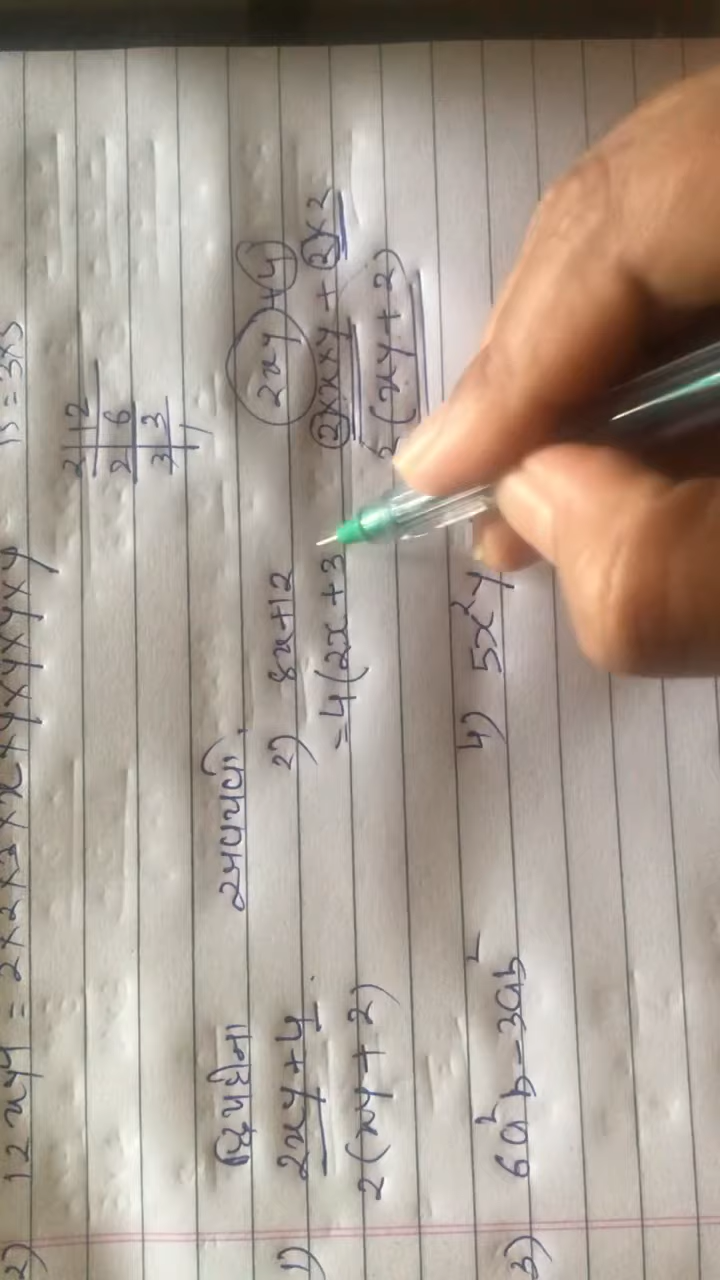 2) 12xy⁴ = 2×2×3×x×y×y×y×y
15 = 3×5
2 12
2 6
3 3
1
દ્વિપદીના અવયવો.
1) 2xy+4.
2(xy+2)
2) 8x+12
=4(2x+3
2xy+4
2×x×y + 2×2
2(xy+2)
3) 6a²b-3ab²
4) 5x²y